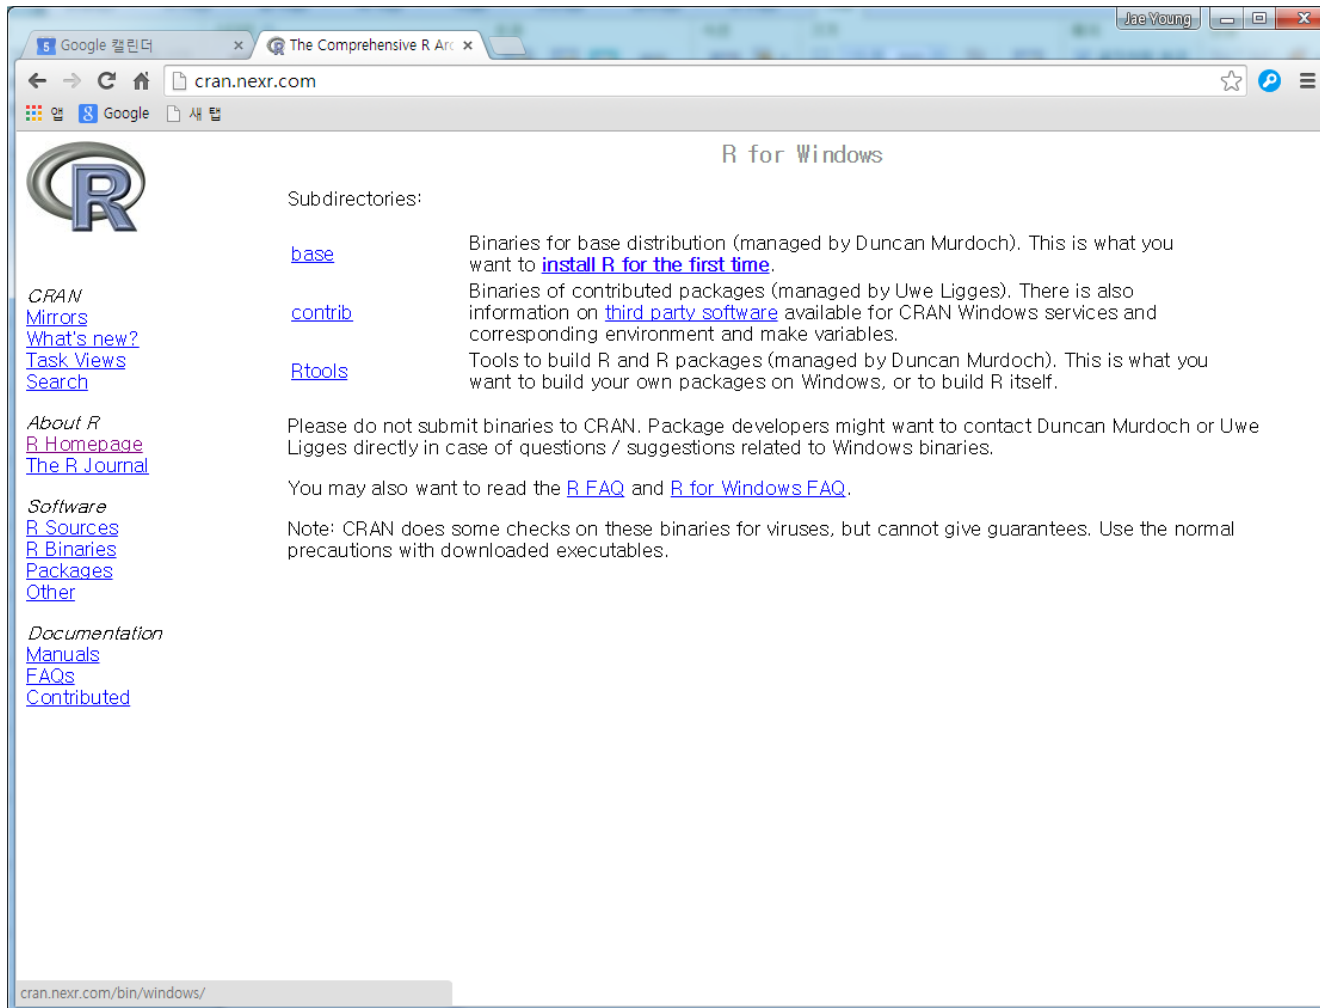 Jae Young
Google 캘린더
The Comprehensive R Arc
cran.nexr.com
앱 Google 새 탭
R
R for Windows
Subdirectories:
base Binaries for base distribution (managed by Duncan Murdoch). This is what you
want to install R for the first time.
contrib Binaries of contributed packages (managed by Uwe Ligges). There is also
information on third party software available for CRAN Windows services and
corresponding environment and make variables.
Rtools Tools to build R and R packages (managed by Duncan Murdoch). This is what you
want to build your own packages on Windows, or to build R itself.
Please do not submit binaries to CRAN. Package developers might want to contact Duncan Murdoch or Uwe
Ligges directly in case of questions / suggestions related to Windows binaries.
You may also want to read the R FAQ and R for Windows FAQ.
Note: CRAN does some checks on these binaries for viruses, but cannot give guarantees. Use the normal
precautions with downloaded executables.
CRAN
Mirrors
What's new?
Task Views
Search
About R
R Homepage
The R Journal
Software
R Sources
R Binaries
Packages
Other
Documentation
Manuals
FAQs
Contributed
cran.nexr.com/bin/windows/